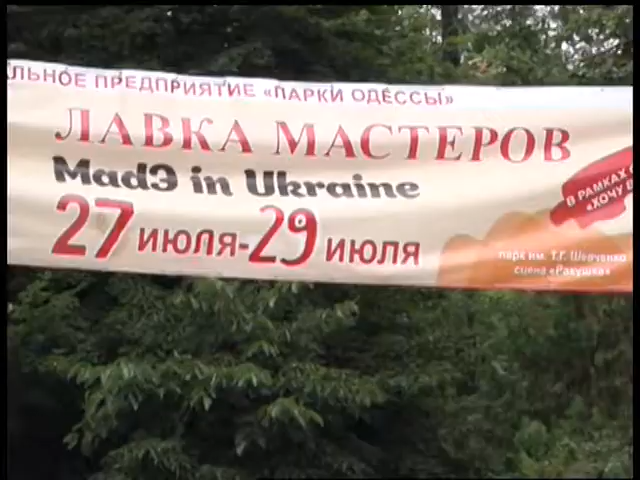 ЛЬНОЕ ПРЕДПРИЯТИЕ «ПАРКИ ОДЕССЫ»
ЛАВКА МАСТЕРОВ
MadЭ in Ukraine
27 июля-29 июля
В РАМКАХ
«ХОЧУ
парк им. Т.Г. Шевченко
сцена «Ракушка»